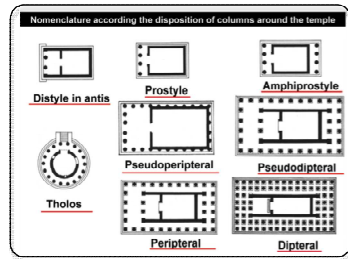 Nomenclature according the disposition of columns around the temple
Distyle in antis
Prostyle
Amphiprostyle
Tholos
Pseudoperipteral
Pseudodipteral
Peripteral
Dipteral